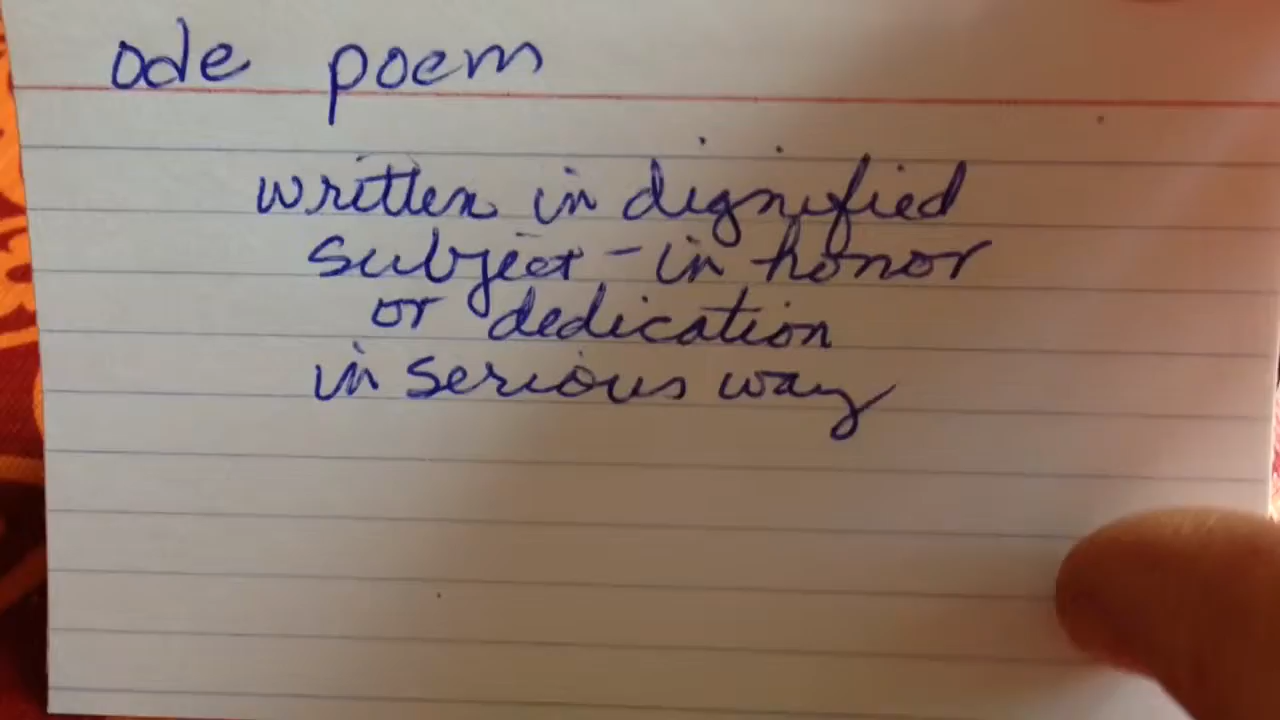 ode poem
written in dignified
subject - in honor
or dedication
in serious way